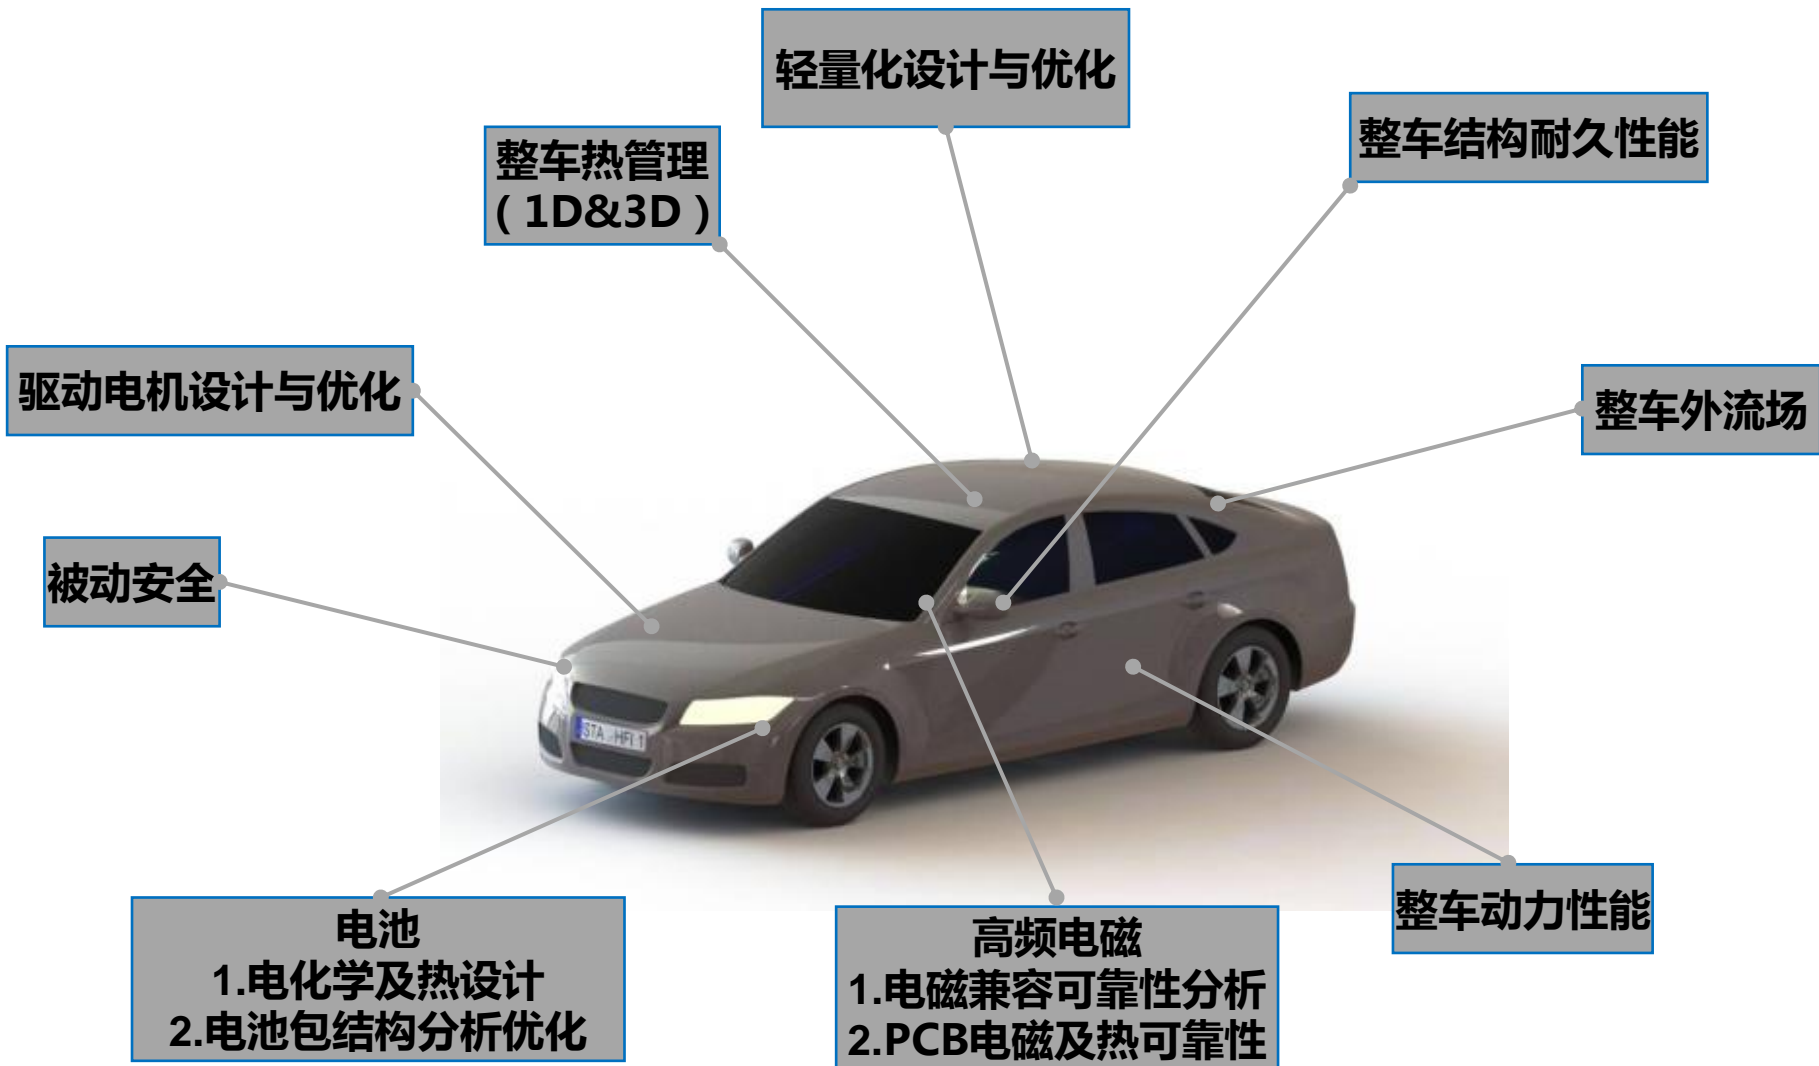 轻量化设计与优化
整车结构耐久性能
整车热管理
（1D&3D）
驱动电机设计与优化
整车外流场
被动安全
STA HFI 1
整车动力性能
电池
1.电化学及热设计
2.电池包结构分析优化
高频电磁
1.电磁兼容可靠性分析
2.PCB电磁及热可靠性